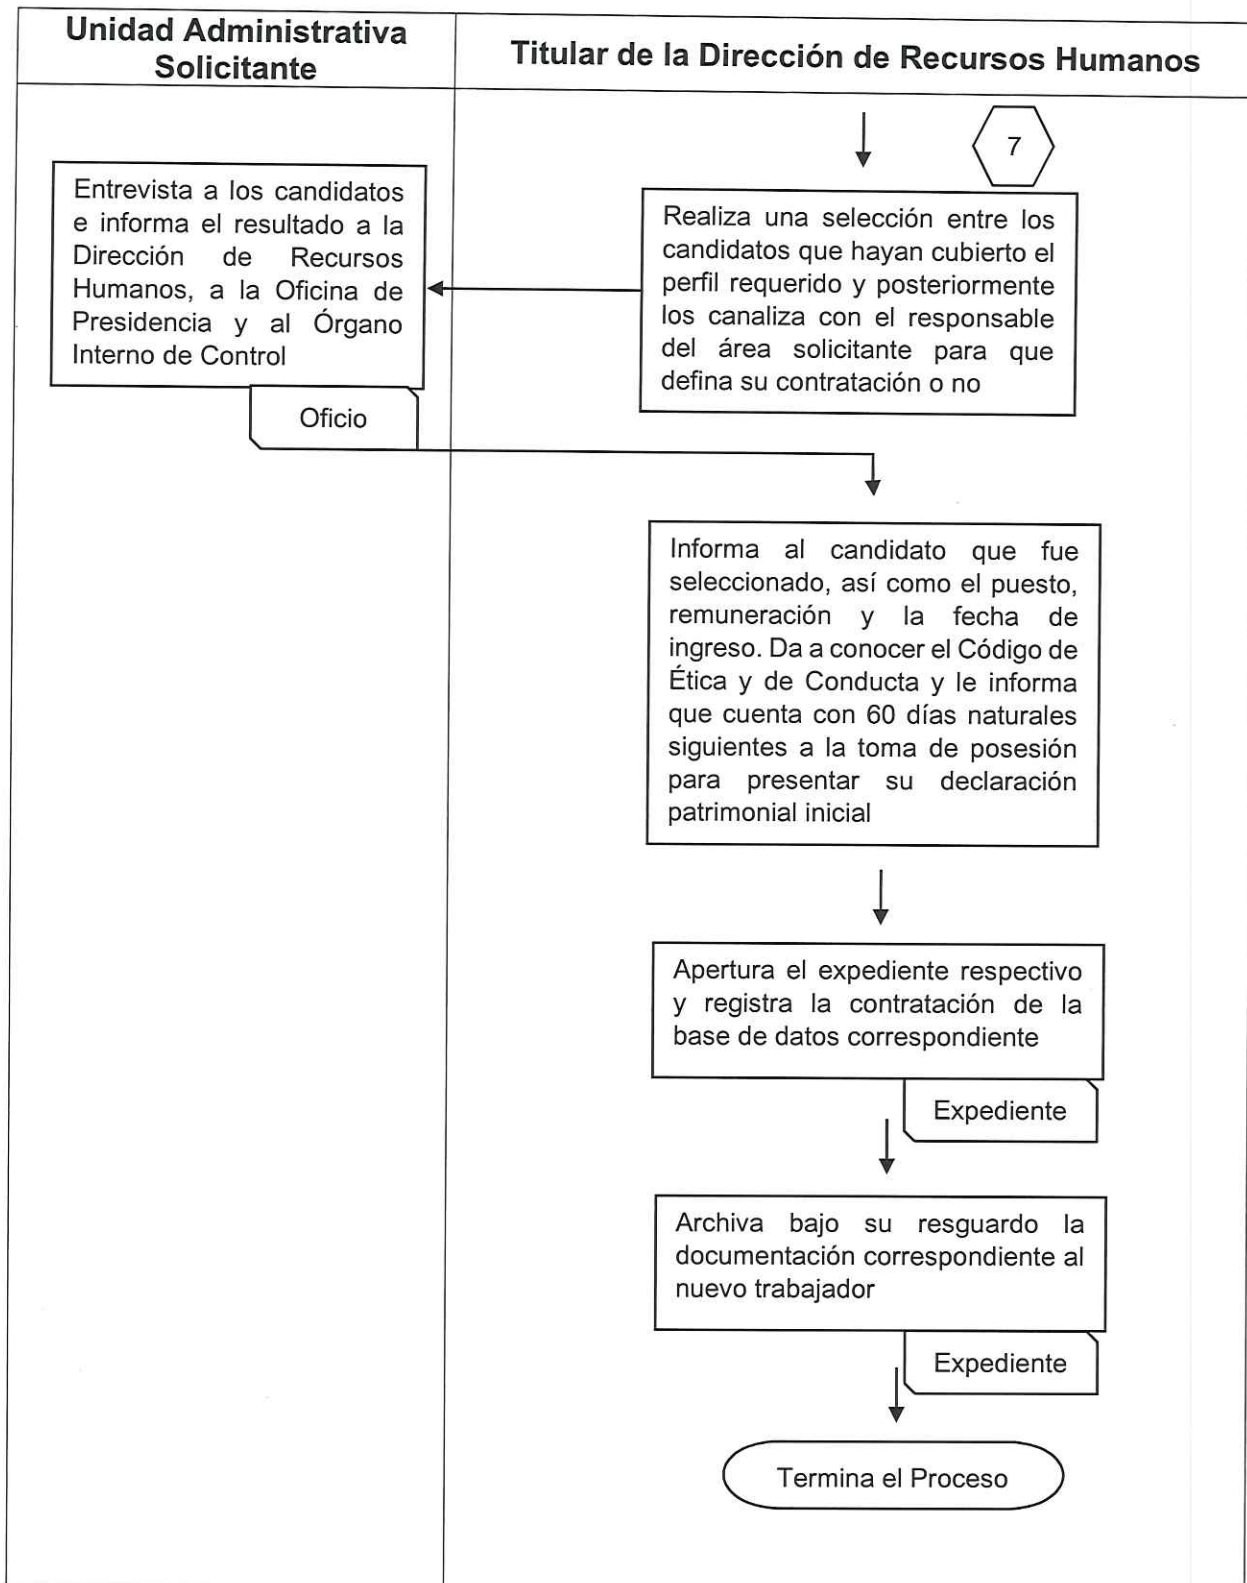 Unidad Administrativa
Solicitante
Titular de la Dirección de Recursos Humanos
7
Realiza una selección entre los
candidatos que hayan cubierto el
perfil requerido y posteriormente
los canaliza con el responsable
del área solicitante para que
defina su contratación o no
Entrevista a los candidatos
e informa el resultado a la
Dirección de Recursos
Humanos, a la Oficina de
Presidencia y al Órgano
Interno de Control
Oficio
Informa al candidato que fue
seleccionado, así como el puesto,
remuneración y la fecha de
ingreso. Da a conocer el Código de
Ética y de Conducta y le informa
que cuenta con 60 días naturales
siguientes a la toma de posesión
para presentar su declaración
patrimonial inicial
Apertura el expediente respectivo
y registra la contratación de la
base de datos correspondiente
Expediente
Archiva bajo su resguardo la
documentación correspondiente al
nuevo trabajador
Expediente
Termina el Proceso